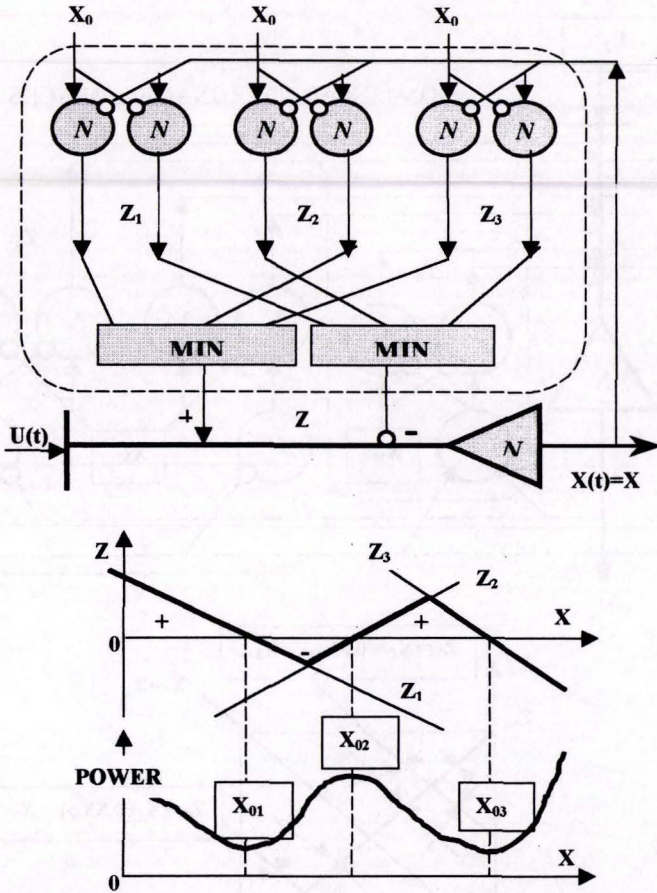 X₀ X₀ X₀
N N N N N N
Z₁ Z₂ Z₃
MIN MIN
+ Z -
U(t)
N
X(t)=X
Z Z₃ Z₂
+ + X
0 -
Z₁
X₀₂
POWER
X₀₁ X₀₃
0 X